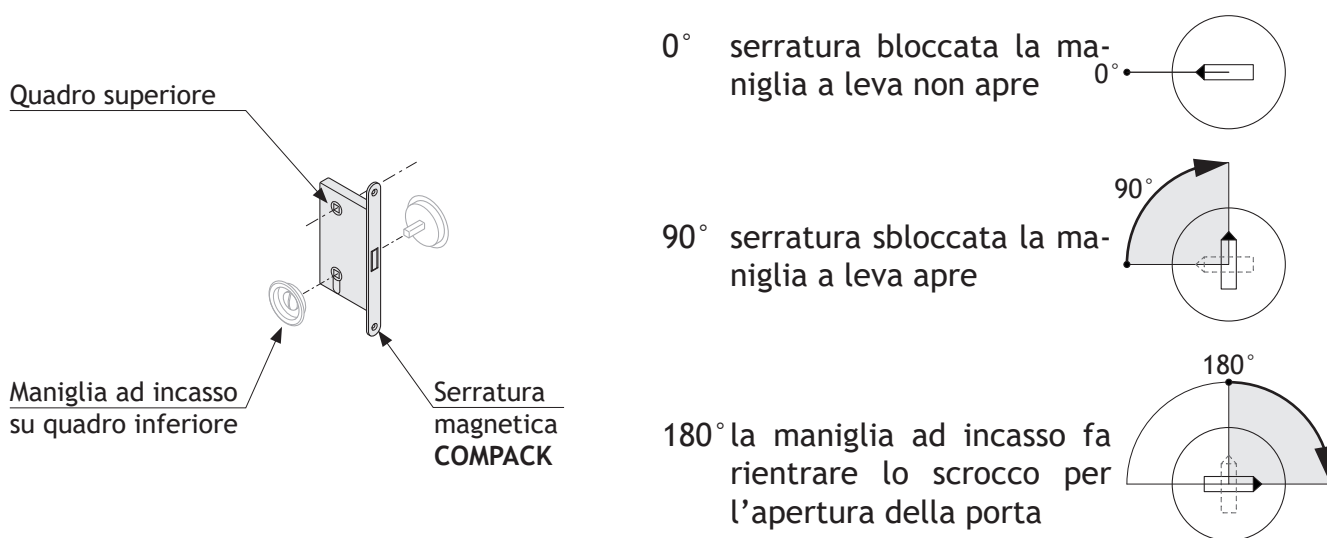 Quadro superiore
Maniglia ad incasso
su quadro inferiore
Serratura
magnetica
COMPACK
0° serratura bloccata la ma-
niglia a leva non apre
0°
90° serratura sbloccata la ma-
niglia a leva apre
90°
180° la maniglia ad incasso fa
rientrare lo scrocco per
l’apertura della porta
180°